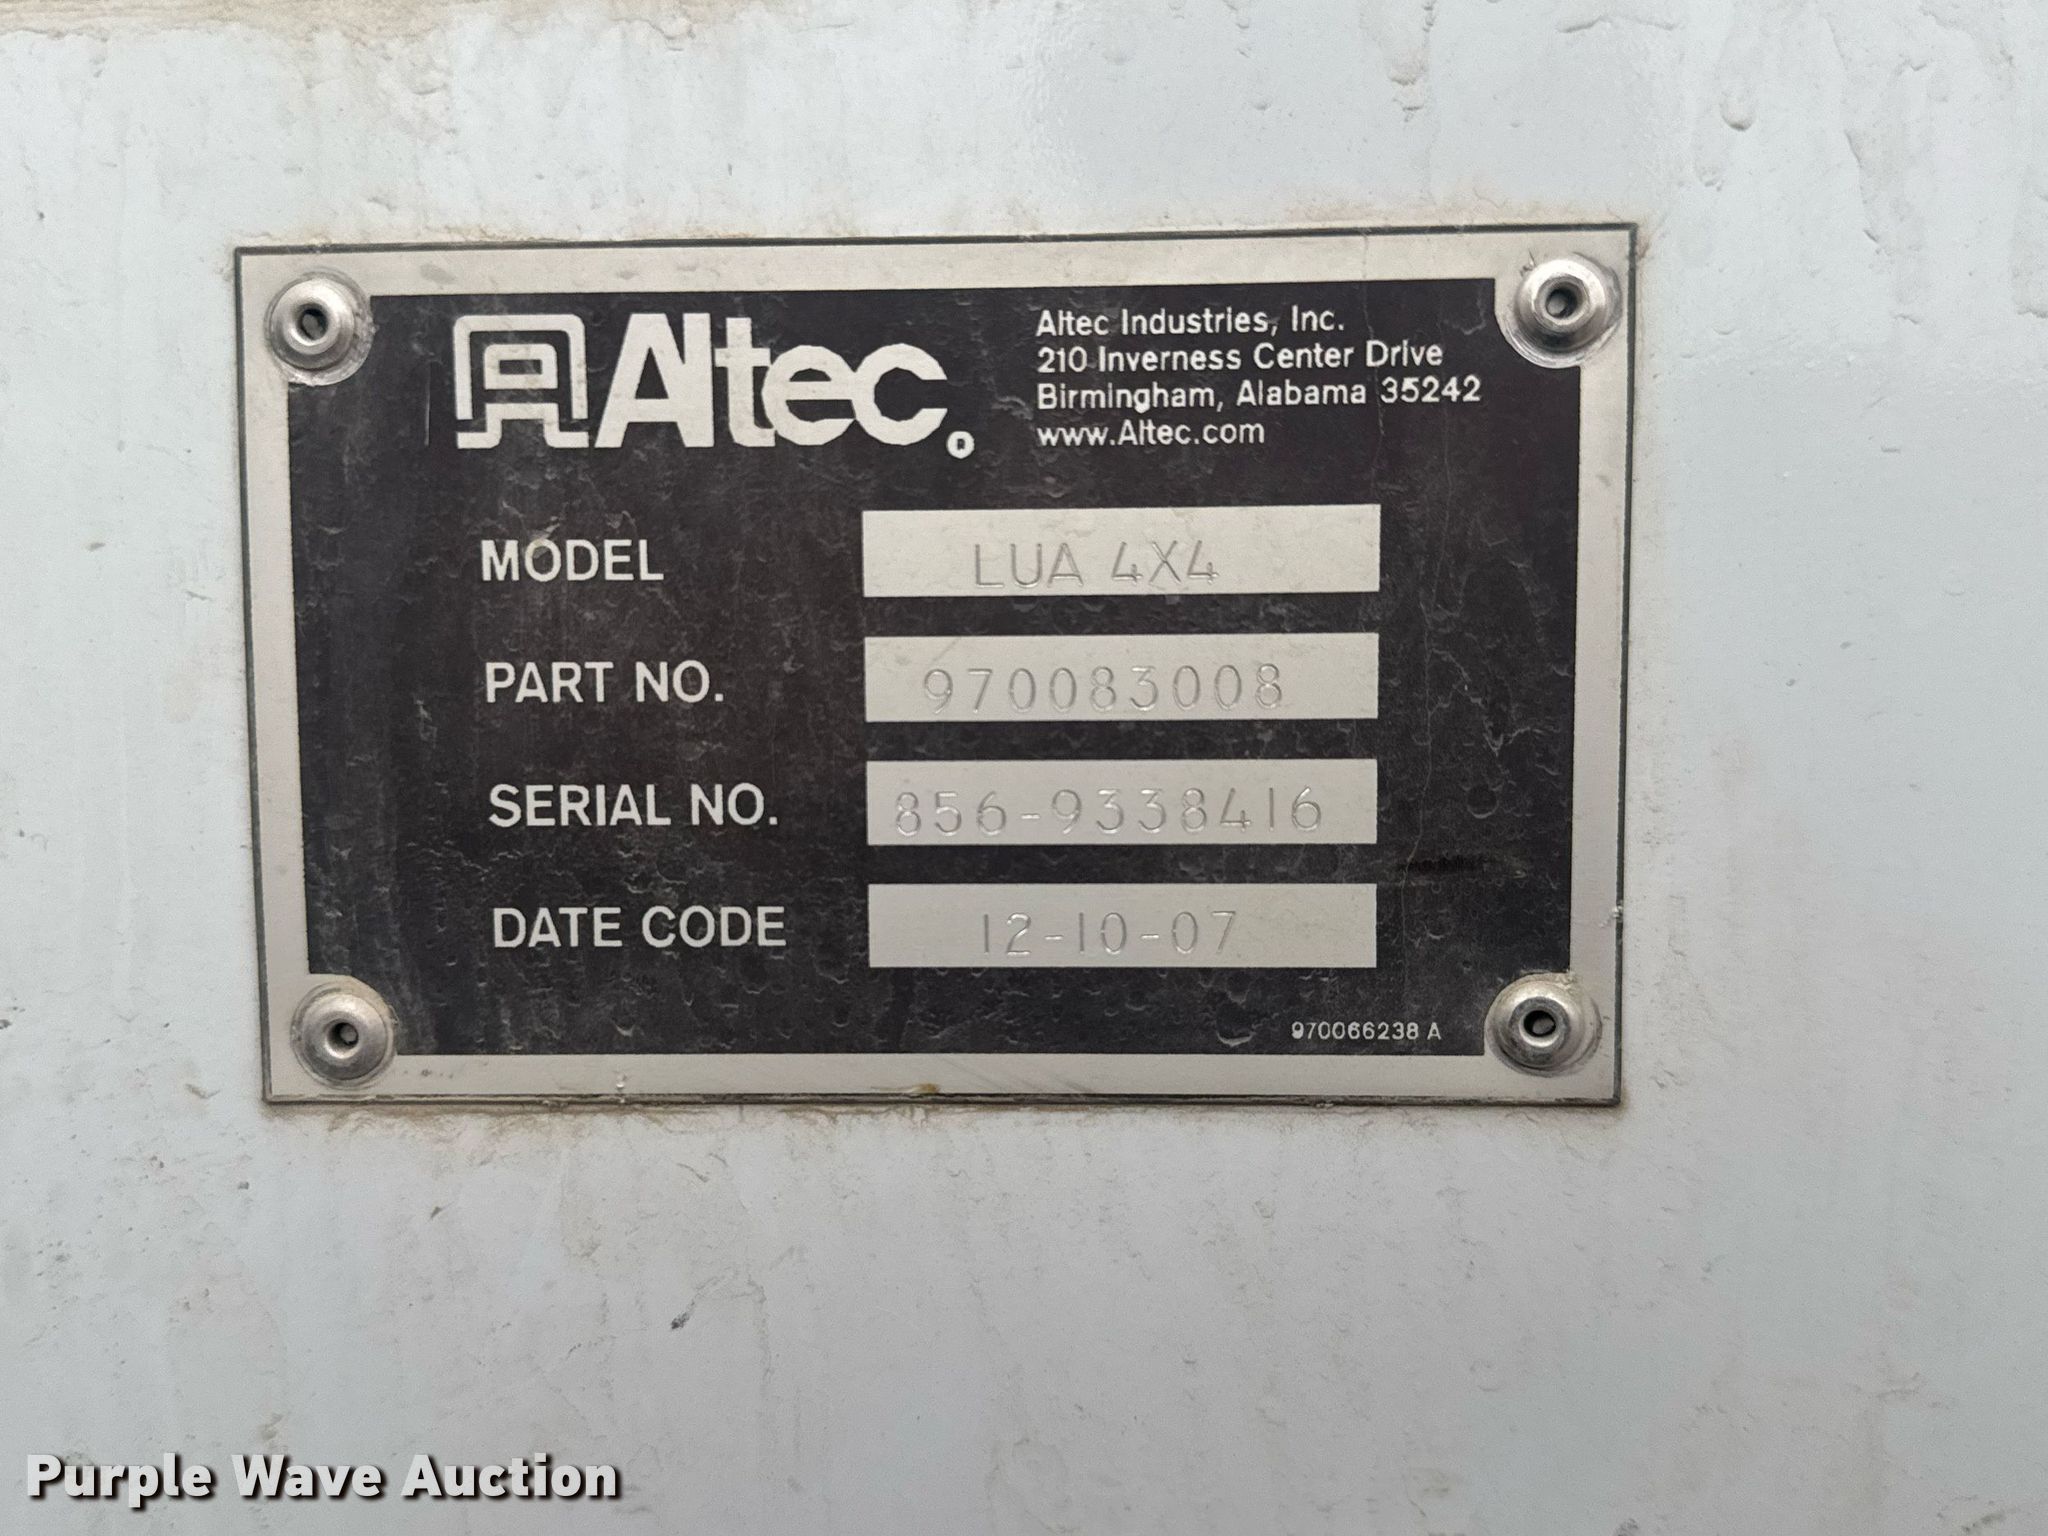 Altec®
Altec Industries, Inc.
210 Inverness Center Drive
Birmingham, Alabama 35242
www.Altec.com
MODEL LUA 4X4
PART NO. 970083008
SERIAL NO. 856-9338416
DATE CODE 12-10-07
970066238 A
Purple Wave Auction